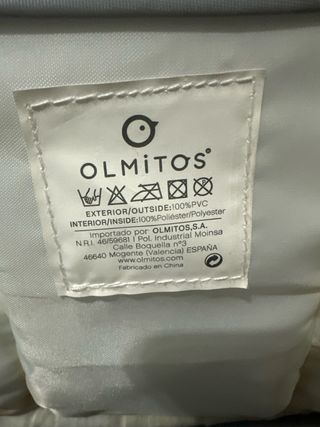 OLMiTOS
EXTERIOR/OUTSIDE:100%PVC
INTERIOR/INSIDE:100%Poliéster/Polyester
Importado por: OLMITOS,S.A.
N.R.I. 46/59681 | Pol. Industrial Moinsa
Calle Boquella nº3
46640 Mogente (Valencia) ESPAÑA
www.olmitos.com
Fabricado en China